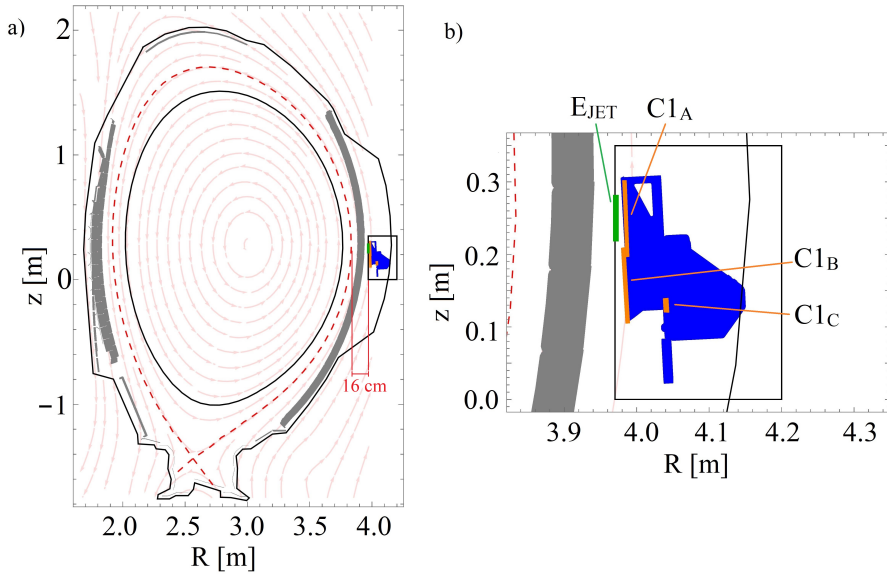 a)
2
1
0
−1
z [m]
2.0 2.5 3.0 3.5 4.0
R [m]
16 cm
b)
E_JET C1_A
C1_B
C1_C
0.3
0.2
0.1
0.0
z [m]
3.9 4.0 4.1 4.2 4.3
R [m]